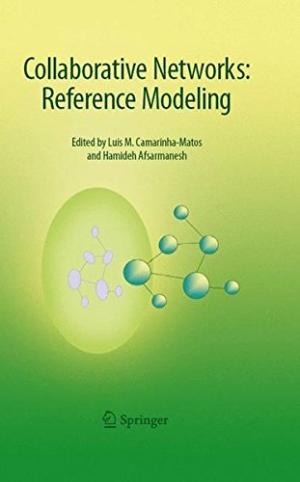 Collaborative Networks:
Reference Modeling
Edited by Luis M. Camarinha-Matos
and Hamideh Afsarmanesh
Springer